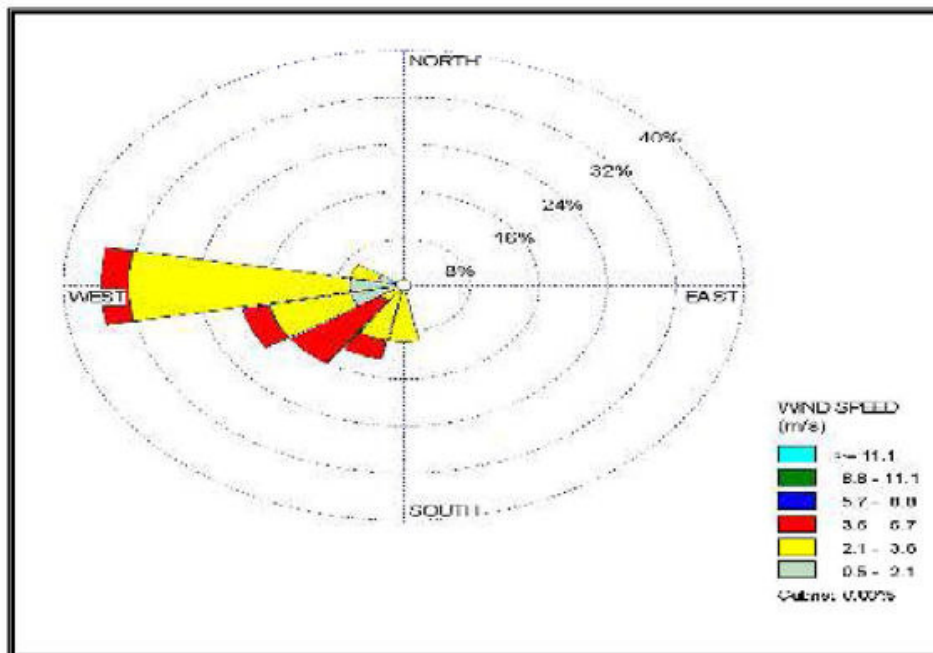 NORTH
40%
32%
24%
16%
8%
WEST
EAST
SOUTH
WIND SPEED
(m/s)
>= 11.1
8.8 - 11.1
5.7 - 8.8
3.6 - 5.7
2.1 - 3.6
0.5 - 2.1
Calms: 0.00%